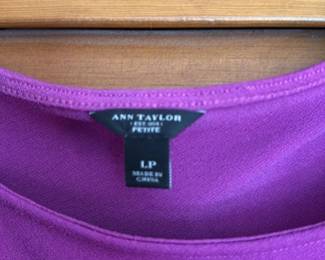 ANN TAYLOR
EST. 1954
PETITE
LP
MADE IN
CHINA